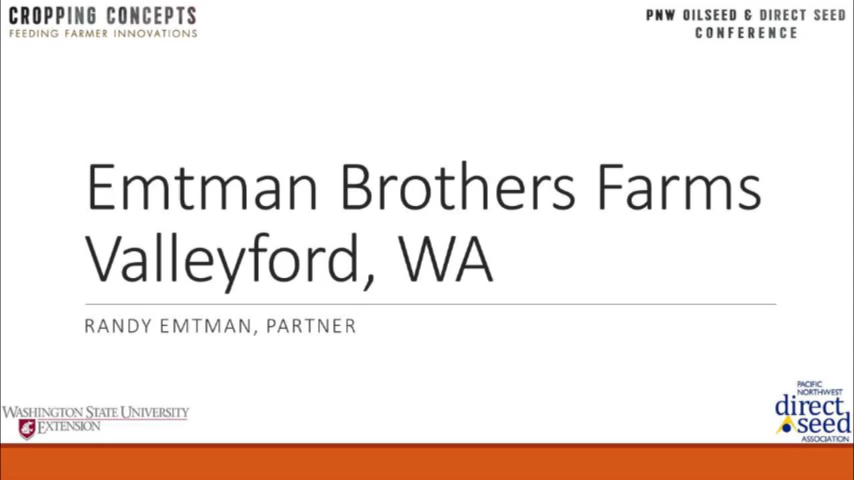 CROPPING CONCEPTS
FEEDING FARMER INNOVATIONS
PNW OILSEED & DIRECT SEED
CONFERENCE
Emtman Brothers Farms
Valleyford, WA
RANDY EMTMAN, PARTNER
WASHINGTON STATE UNIVERSITY
EXTENSION
PACIFIC
NORTHWEST
direct
seed
ASSOCIATION